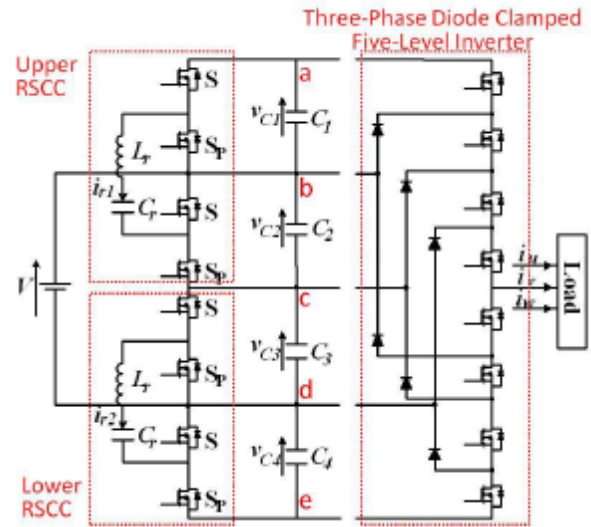 Three-Phase Diode Clamped
Five-Level Inverter
Upper
RSCC
a
S
vC1
C1
Lr
SP
b
ir1
Cr
S
vC2
C2
SP
c
V
S
vC3
C3
Lr
SP
d
ir2
Cr
S
vC4
C4
SP
e
Lower
RSCC
iu
iv
iw
Load